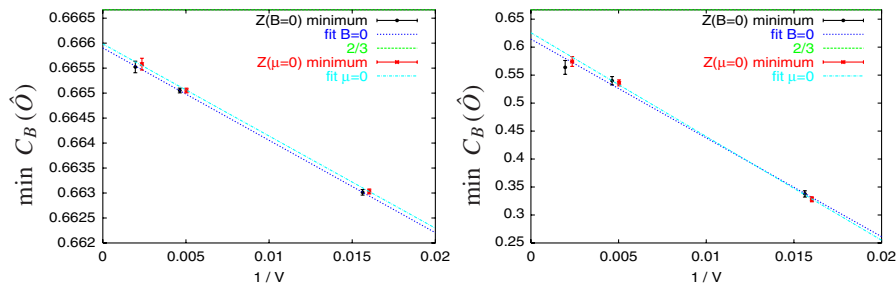 0.6665
0.666
0.6655
0.665
0.6645
0.664
0.6635
0.663
0.6625
0.662
min C_B(Ô)
0 0.005 0.01 0.015 0.02
1 / V
Z(B=0) minimum
fit B=0
2/3
Z(μ=0) minimum
fit μ=0
0.65
0.6
0.55
0.5
0.45
0.4
0.35
0.3
0.25
min C_B(Ô)
0 0.005 0.01 0.015 0.02
1 / V
Z(B=0) minimum
fit B=0
2/3
Z(μ=0) minimum
fit μ=0